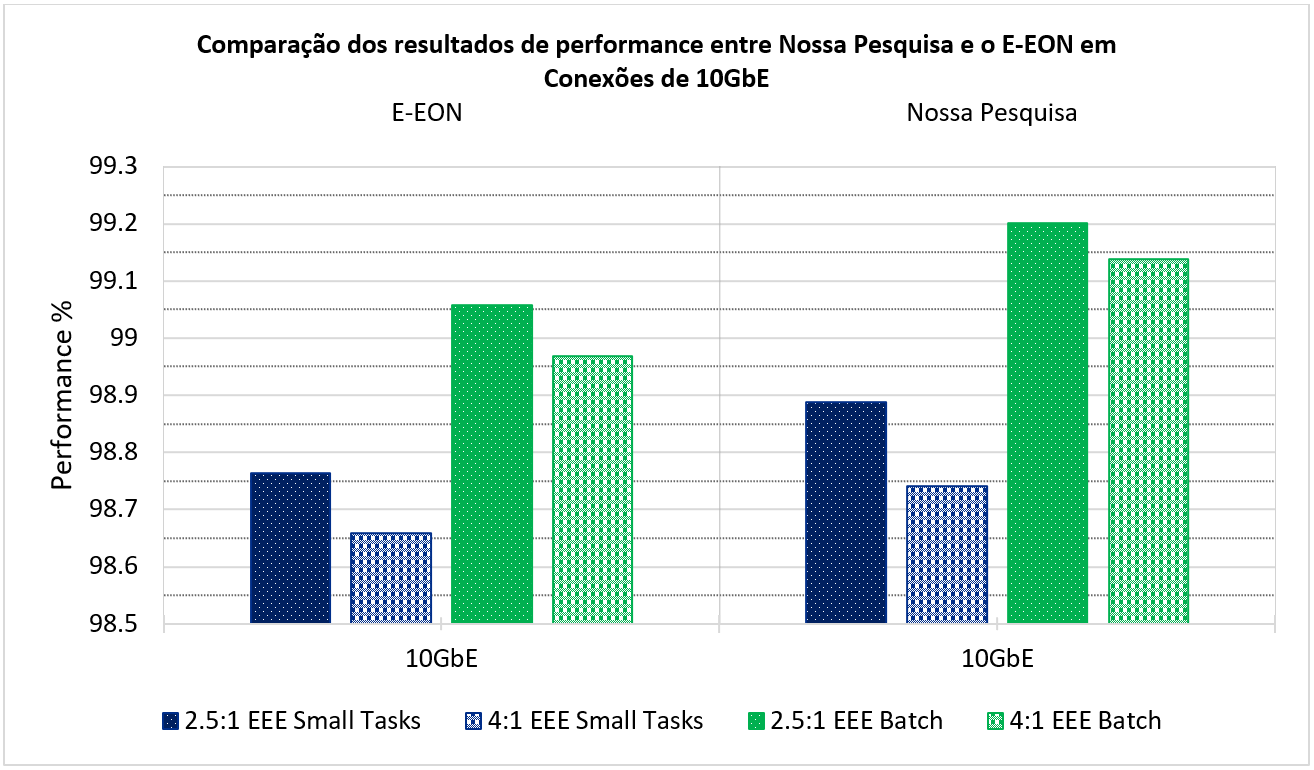 Comparação dos resultados de performance entre Nossa Pesquisa e o E-EON em
Conexões de 10GbE
E-EON
Nossa Pesquisa
Performance %
99.3
99.2
99.1
99
98.9
98.8
98.7
98.6
98.5
10GbE
10GbE
2.5:1 EEE Small Tasks
4:1 EEE Small Tasks
2.5:1 EEE Batch
4:1 EEE Batch